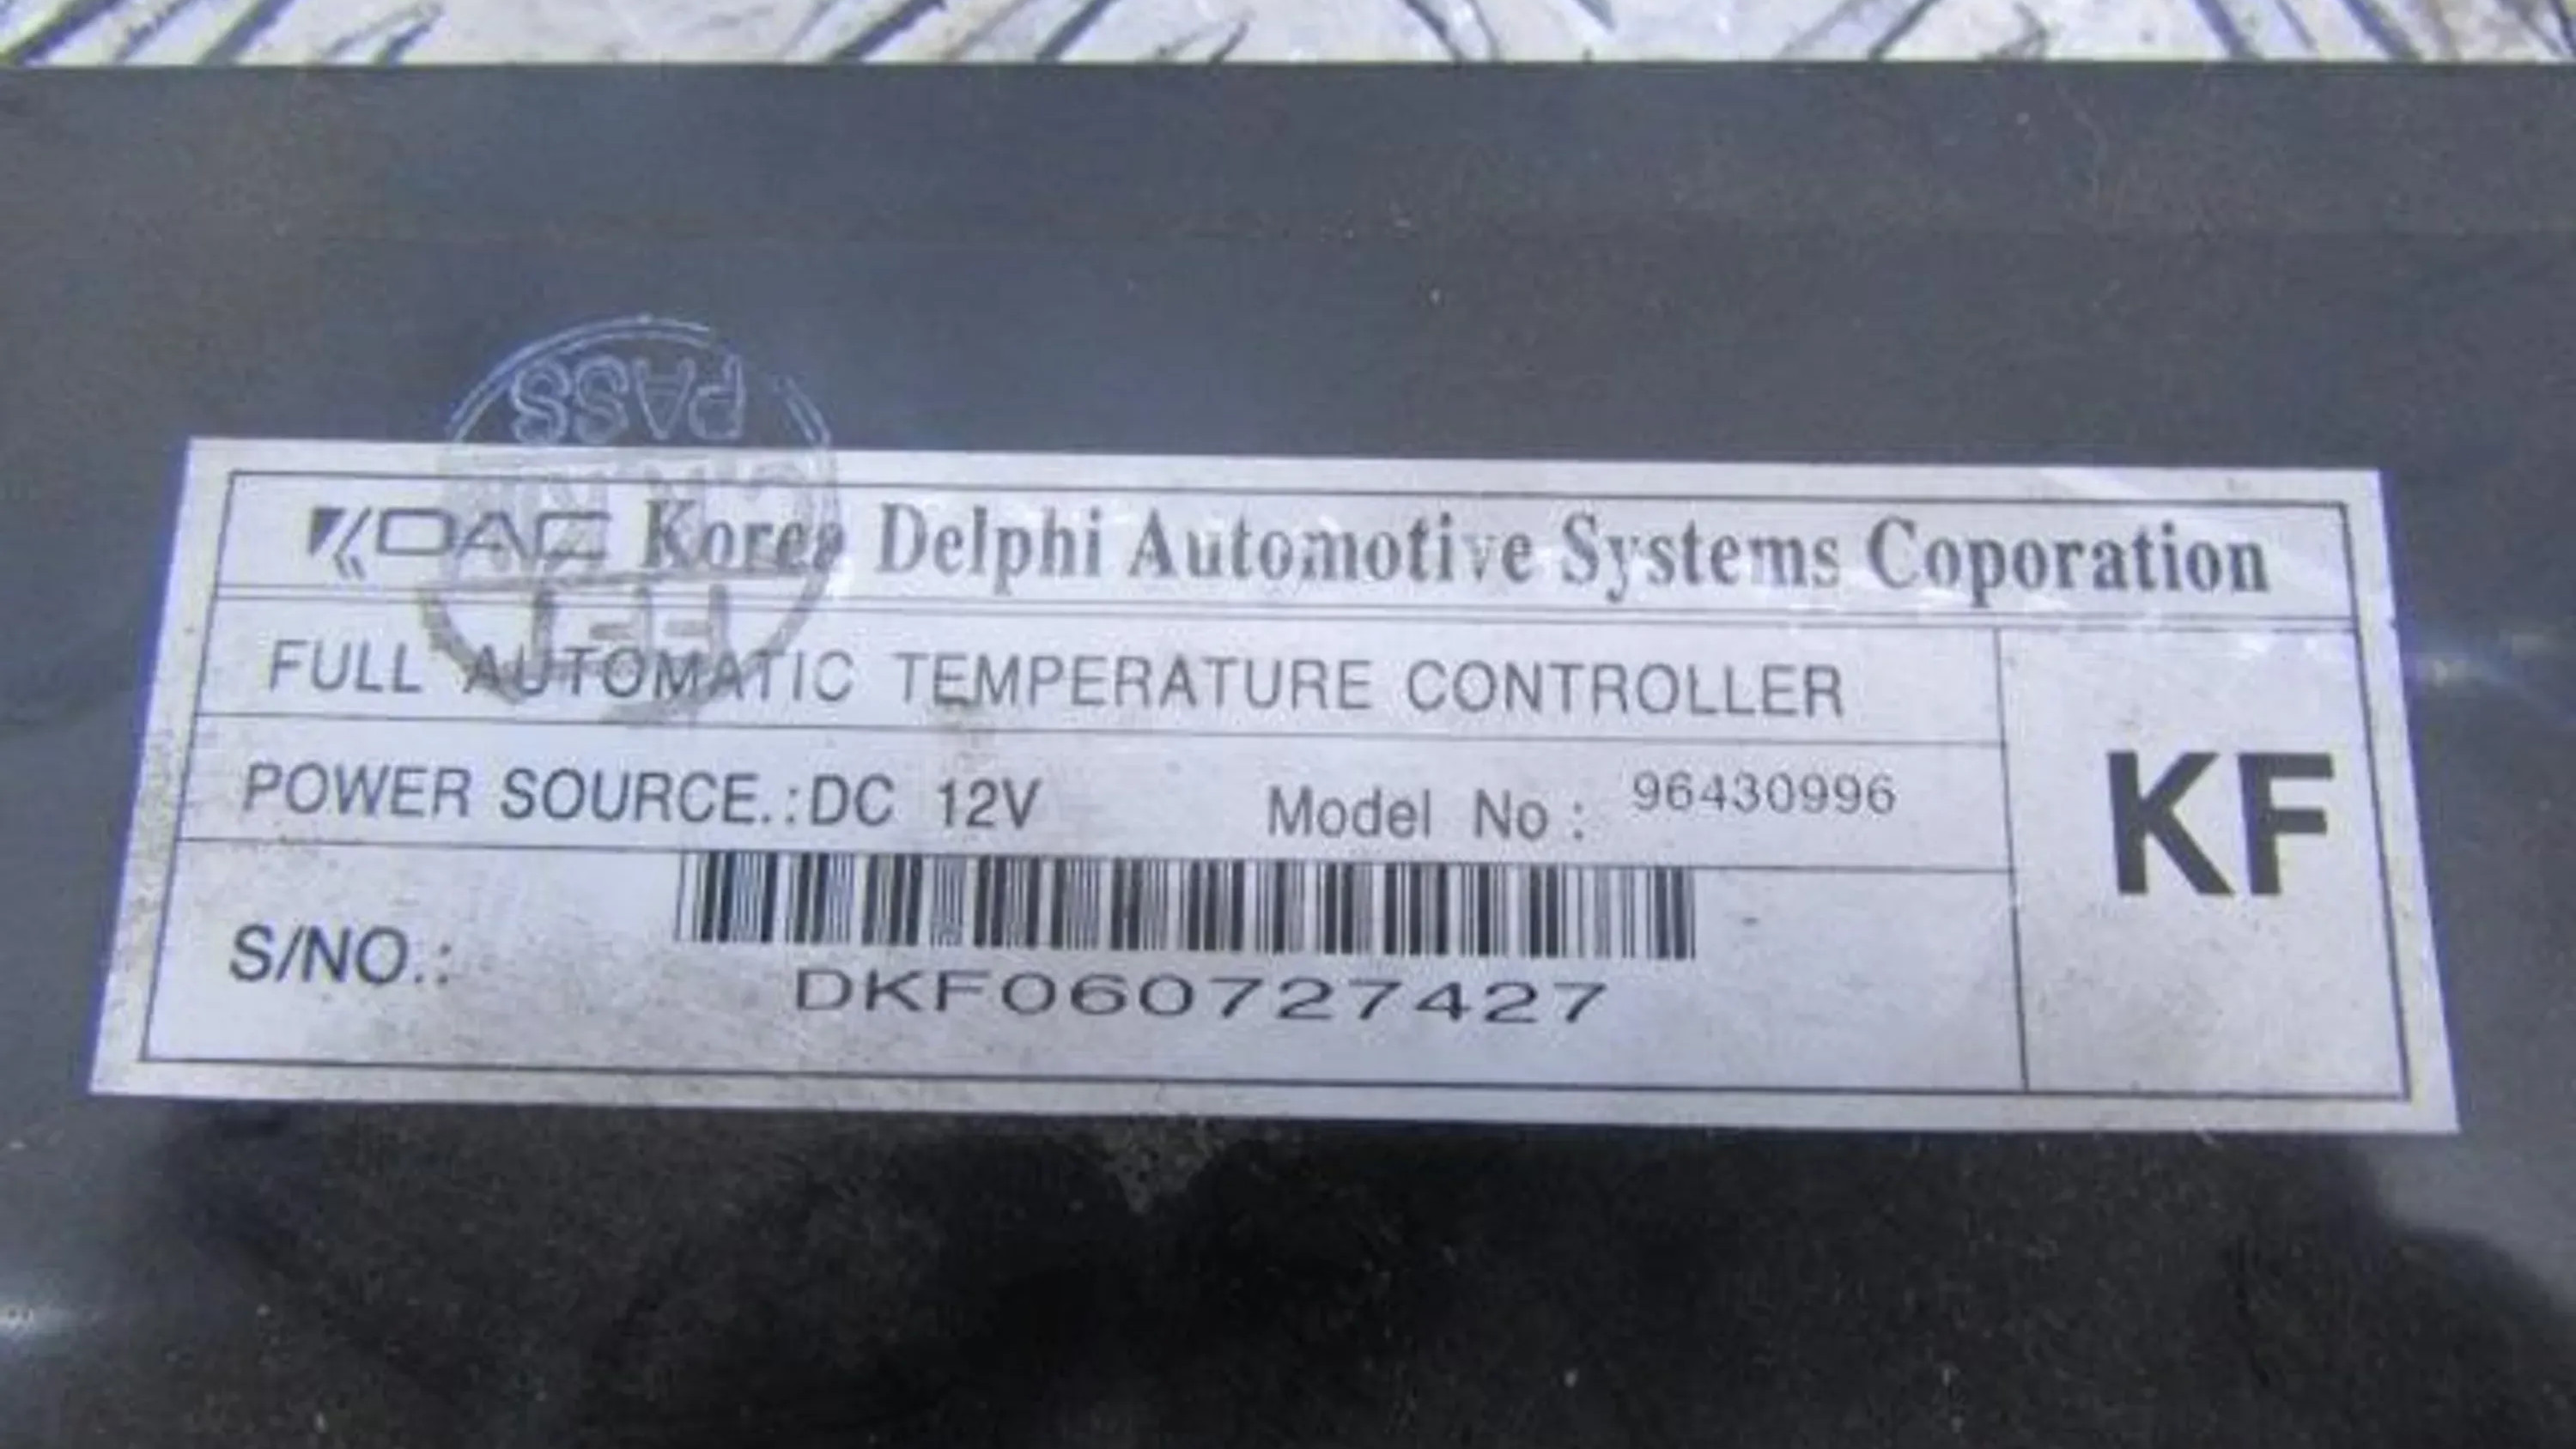 PASS
KDAC Korea Delphi Automotive Systems Coporation
FULL AUTOMATIC TEMPERATURE CONTROLLER
POWER SOURCE.:DC 12V Model No : 96430996
KF
S/NO.:
DKF060727427